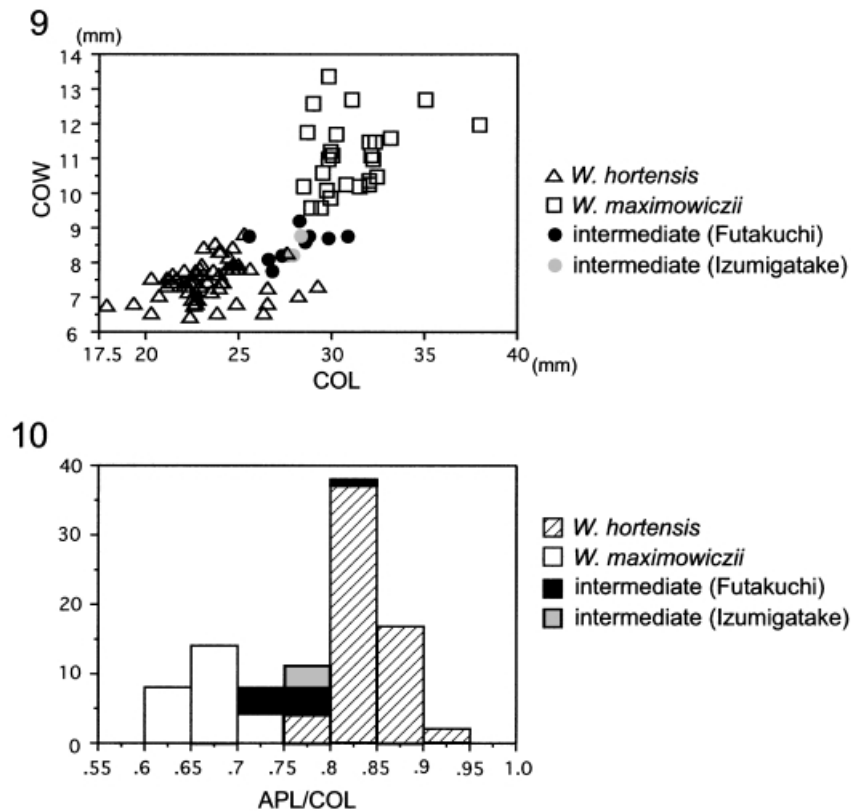 9
(mm)
14
13
12
11
10
9
8
7
6
COW
17.5 20 25 30 35 40 (mm)
COL
W. hortensis
W. maximowiczii
intermediate (Futakuchi)
intermediate (Izumigatake)
10
40
30
20
10
0
.55 .6 .65 .7 .75 .8 .85 .9 .95 1.0
APL/COL
W. hortensis
W. maximowiczii
intermediate (Futakuchi)
intermediate (Izumigatake)